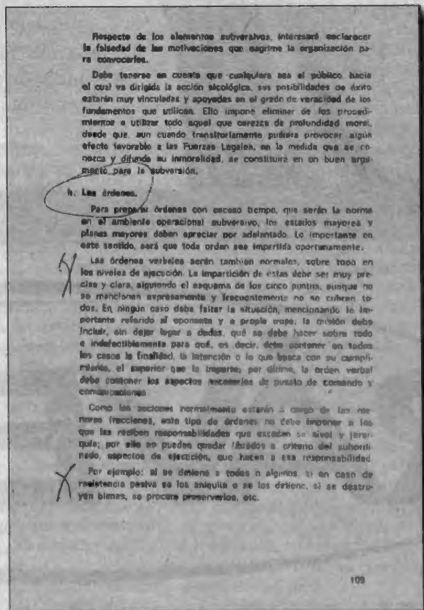 Respecto de los elementos subversivos, interesará esclarecer
la falsedad de las motivaciones que esgrime la organización pa-
ra convocarlos.
Debe tenerse en cuenta que cualquiera sea el público hacia
el cual va dirigida la acción sicológica, sus posibilidades de éxito
estarán muy vinculadas y apoyadas en el grado de veracidad de los
fundamentos que utilicen. Ello impone eliminar de los procedi-
mientos a utilizar todo aquel que carezca de profundidad moral,
desde que, aun cuando transitoriamente pudiera provocar algún
efecto favorable a las Fuerzas Legales, en la medida que se co-
nozca y difunda su inmoralidad, se constituirá en un buen argu-
mento para la subversión.
h. Las órdenes.
Para preparar órdenes con escaso tiempo, que serán la norma
en el ambiente operacional subversivo, los estados mayores y
planas mayores deben apreciar por adelantado. Lo importante en
este sentido, será que toda orden sea impartida oportunamente.
Las órdenes verbales serán también normales, sobre todo en
los niveles de ejecución. La impartición de éstas debe ser muy pre-
cisa y clara, siguiendo el esquema de los cinco puntos, aunque no
se mencionen expresamente y frecuentemente no se cubran to-
dos. En ningún caso debe faltar la situación, mencionando lo im-
portante referido al oponente y a propia tropa, la misión debe
incluir, sin dejar lugar a dudas, qué se debe hacer sobre todo
e indefectiblemente para qué, es decir, debe contener en todos
los casos la finalidad, la intención o lo que busca con su cumpli-
miento, el superior que la imparte; por último, la orden verbal
debe contener los aspectos necesarios de puesto de comando y
comunicaciones.
Como las acciones normalmente estarán a cargo de las me-
nores fracciones, este tipo de órdenes no debe imponer a los
que las reciben responsabilidades que excedan su nivel y jerar-
quía; por ello no pueden quedar librados a criterio del subordi-
nado, aspectos de ejecución, que hacen a esa responsabilidad.
Por ejemplo: si se detiene a todos o algunos, si en caso de
resistencia pasiva se los aniquila o se los detiene, si se destru-
yen bienes, se procura preservarlos, etc.
109